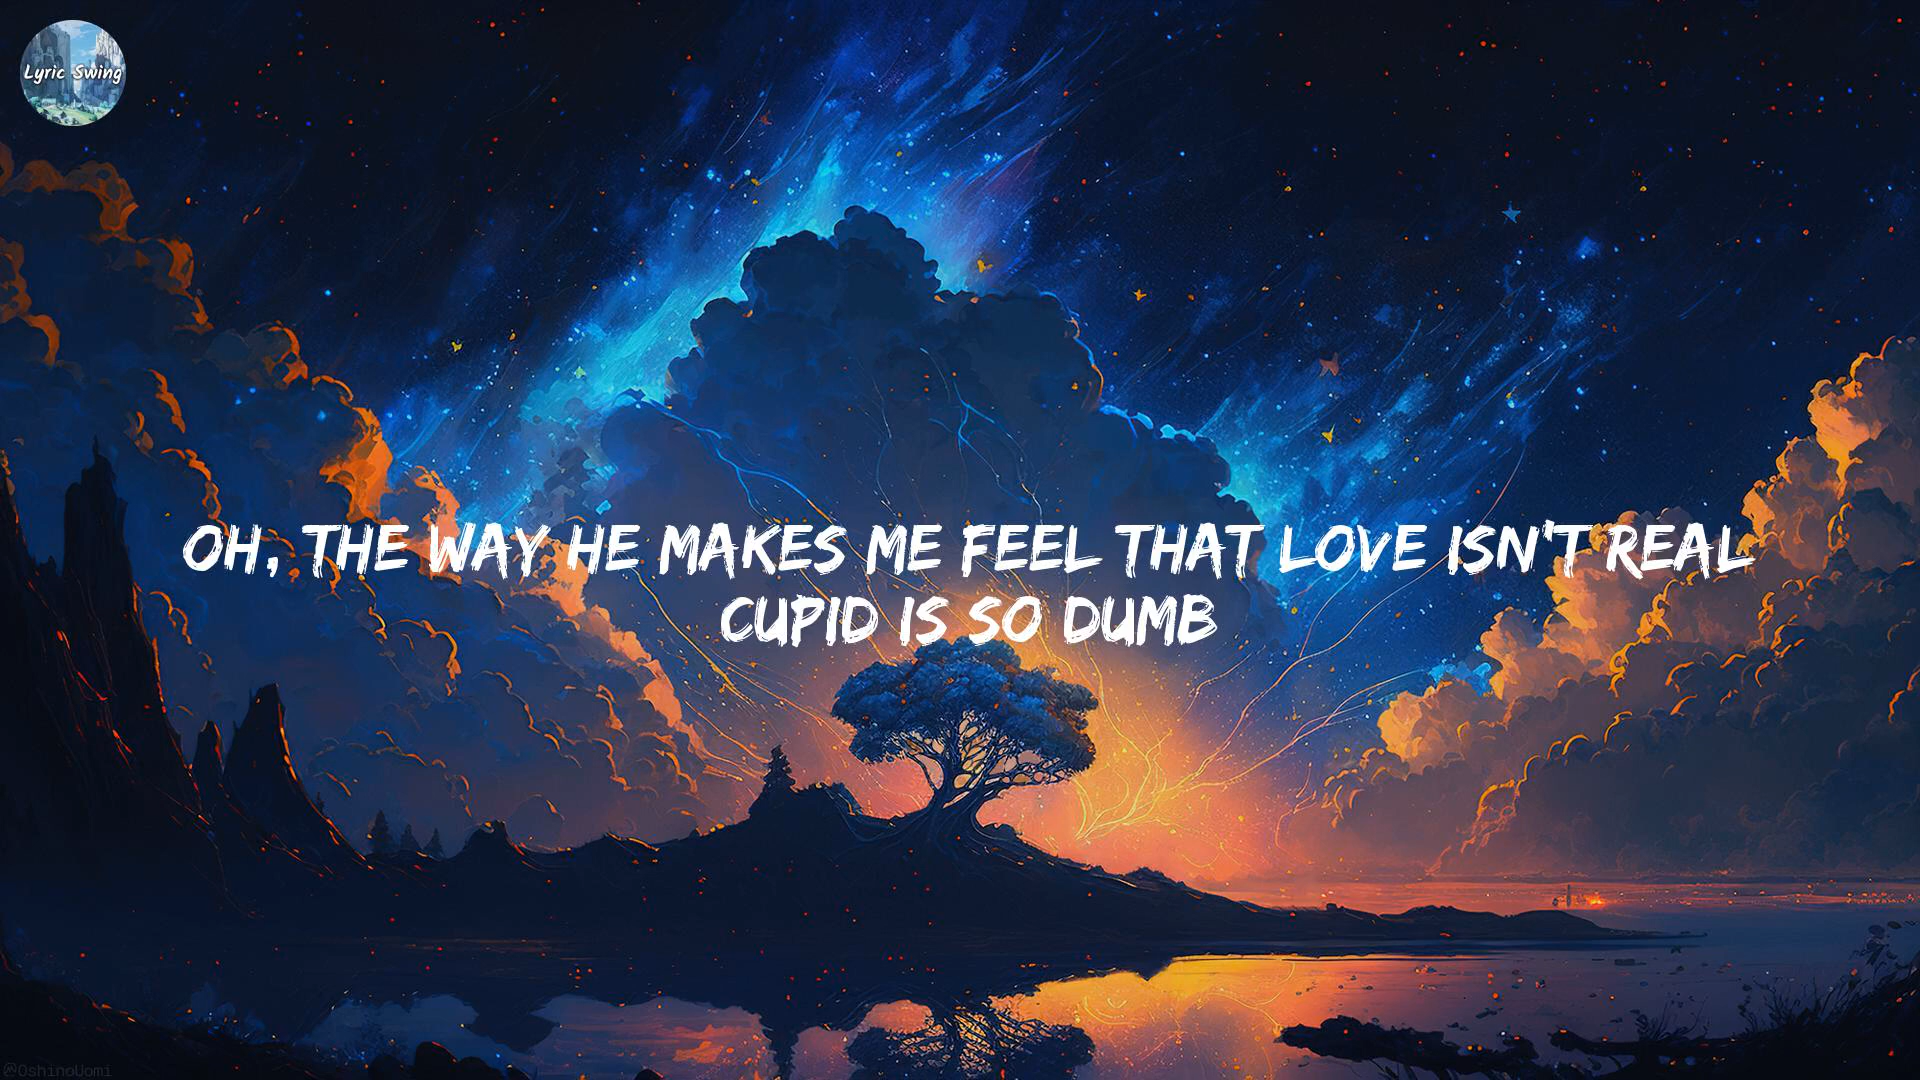 Lyric Swing
OH, THE WAY HE MAKES ME FEEL THAT LOVE ISN'T REAL
CUPID IS SO DUMB
@OshinoUomi